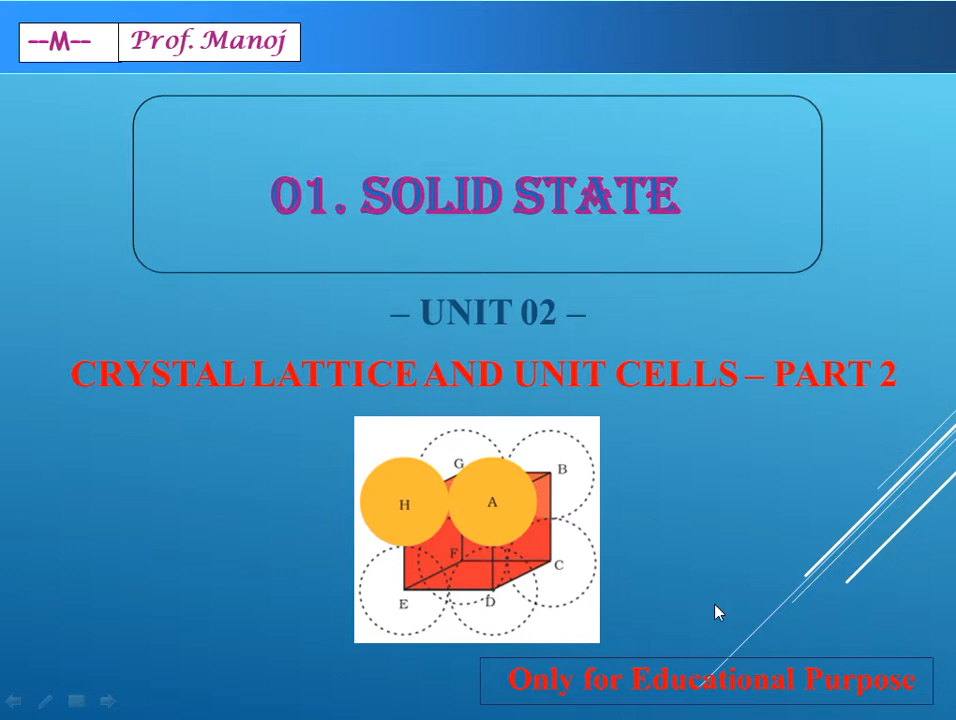 --M-- Prof. Manoj
01. SOLID STATE
– UNIT 02 –
CRYSTAL LATTICE AND UNIT CELLS – PART 2
G B
H A
F C
E D
Only for Educational Purpose